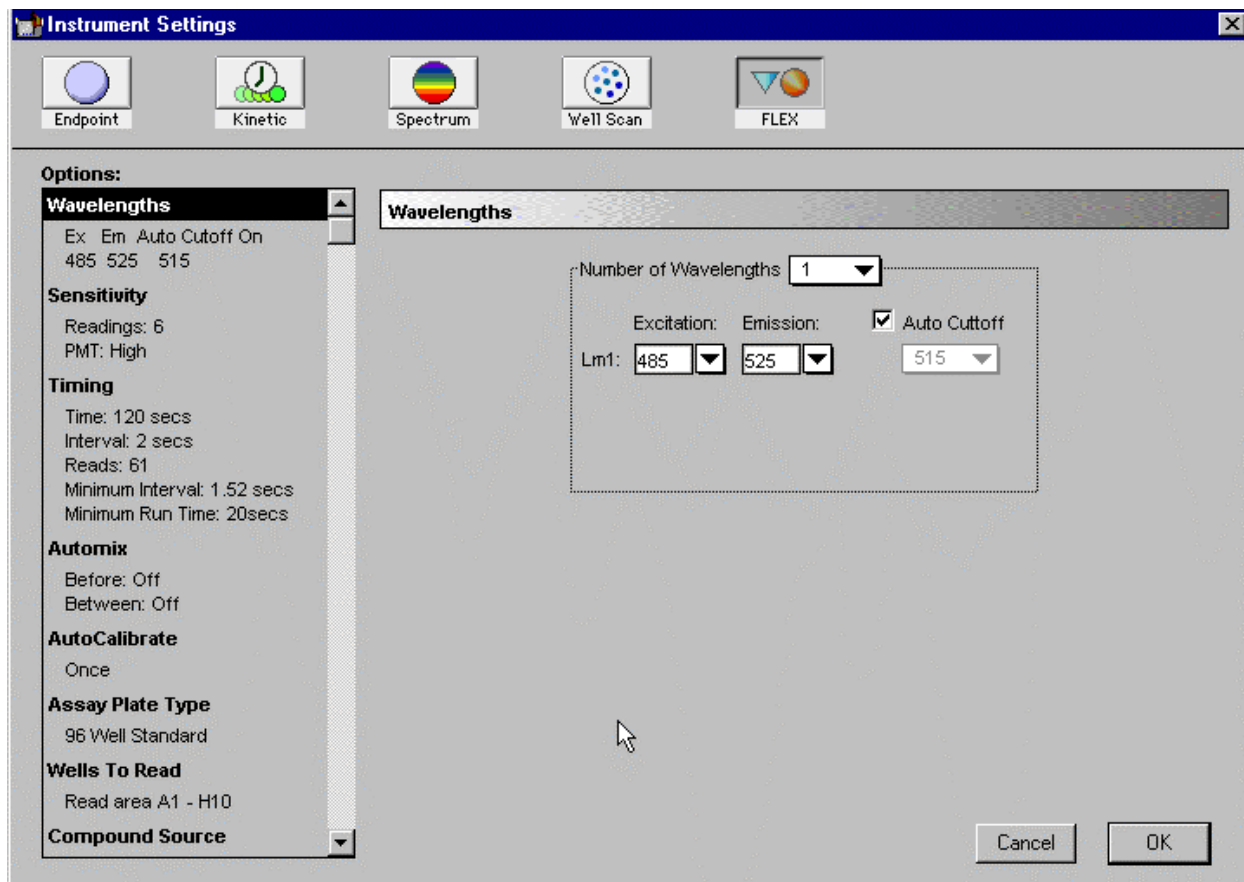 Instrument Settings
Endpoint
Kinetic
Spectrum
Well Scan
FLEX
Options:
Wavelengths
Ex Em Auto Cutoff On
485 525 515
Sensitivity
Readings: 6
PMT: High
Timing
Time: 120 secs
Interval: 2 secs
Reads: 61
Minimum Interval: 1.52 secs
Minimum Run Time: 20secs
Automix
Before: Off
Between: Off
AutoCalibrate
Once
Assay Plate Type
96 Well Standard
Wells To Read
Read area A1 - H10
Compound Source
Wavelengths
Number of Wavelengths 1
Excitation: Emission: Auto Cuttoff
Lm1: 485 525 515
Cancel OK